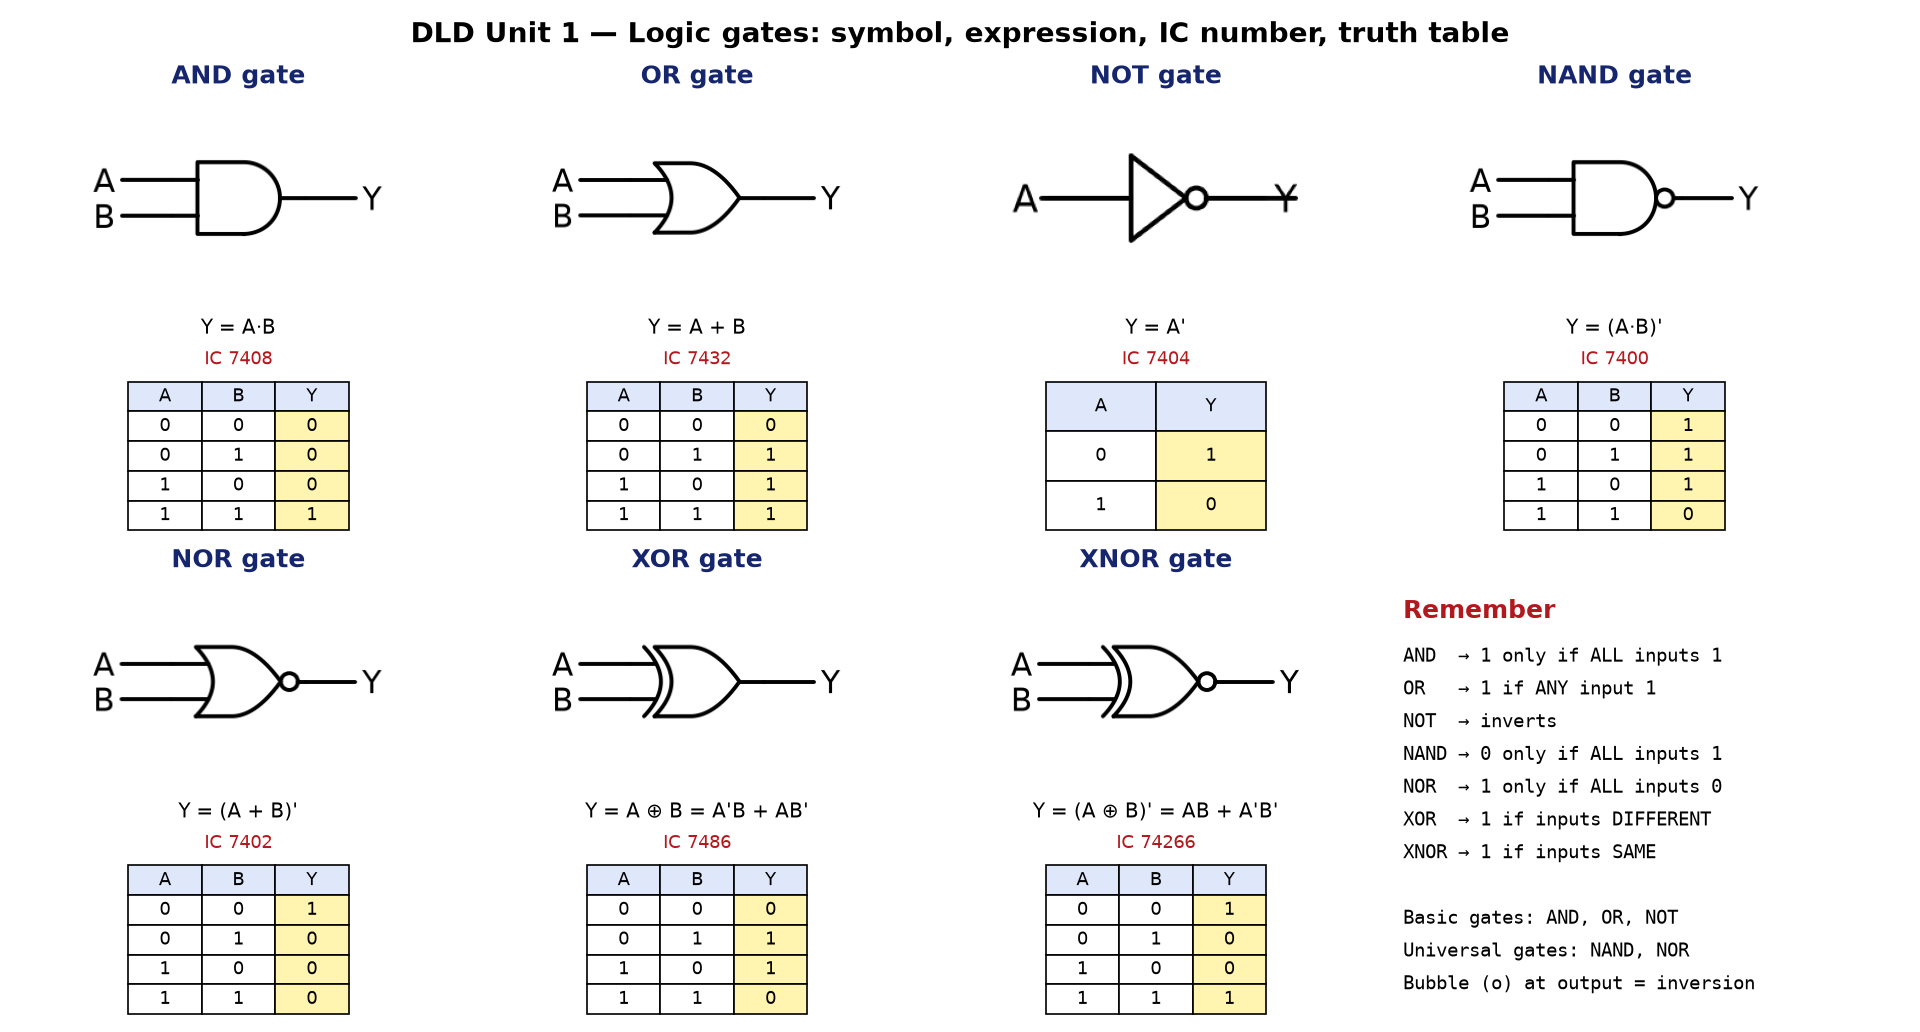 DLD Unit 1 — Logic gates: symbol, expression, IC number, truth table
AND gate
A
B
Y
Y = A·B
IC 7408
A B Y
0 0 0
0 1 0
1 0 0
1 1 1
OR gate
A
B
Y
Y = A + B
IC 7432
A B Y
0 0 0
0 1 1
1 0 1
1 1 1
NOT gate
A
Y
Y = A'
IC 7404
A Y
0 1
1 0
NAND gate
A
B
Y
Y = (A·B)'
IC 7400
A B Y
0 0 1
0 1 1
1 0 1
1 1 0
NOR gate
A
B
Y
Y = (A + B)'
IC 7402
A B Y
0 0 1
0 1 0
1 0 0
1 1 0
XOR gate
A
B
Y
Y = A ⊕ B = A'B + AB'
IC 7486
A B Y
0 0 0
0 1 1
1 0 1
1 1 0
XNOR gate
A
B
Y
Y = (A ⊕ B)' = AB + A'B'
IC 74266
A B Y
0 0 1
0 1 0
1 0 0
1 1 1
Remember
AND → 1 only if ALL inputs 1
OR → 1 if ANY input 1
NOT → inverts
NAND → 0 only if ALL inputs 1
NOR → 1 only if ALL inputs 0
XOR → 1 if inputs DIFFERENT
XNOR → 1 if inputs SAME
Basic gates: AND, OR, NOT
Universal gates: NAND, NOR
Bubble (o) at output = inversion